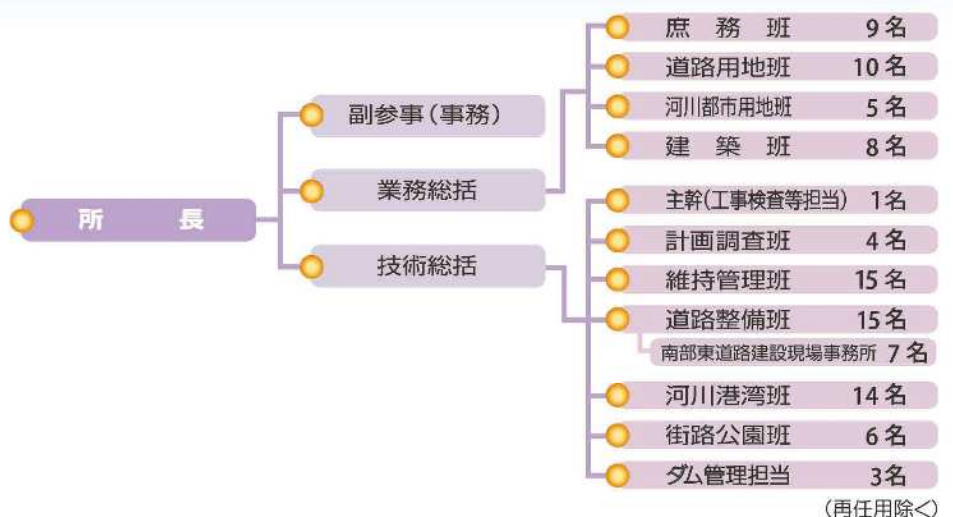 所長
副参事(事務)
業務総括
技術総括
庶務班 9名
道路用地班 10名
河川都市用地班 5名
建築班 8名
主幹(工事検査等担当) 1名
計画調査班 4名
維持管理班 15名
道路整備班 15名
南部東道路建設現場事務所 7名
河川港湾班 14名
街路公園班 6名
ダム管理担当 3名
(再任用除く)